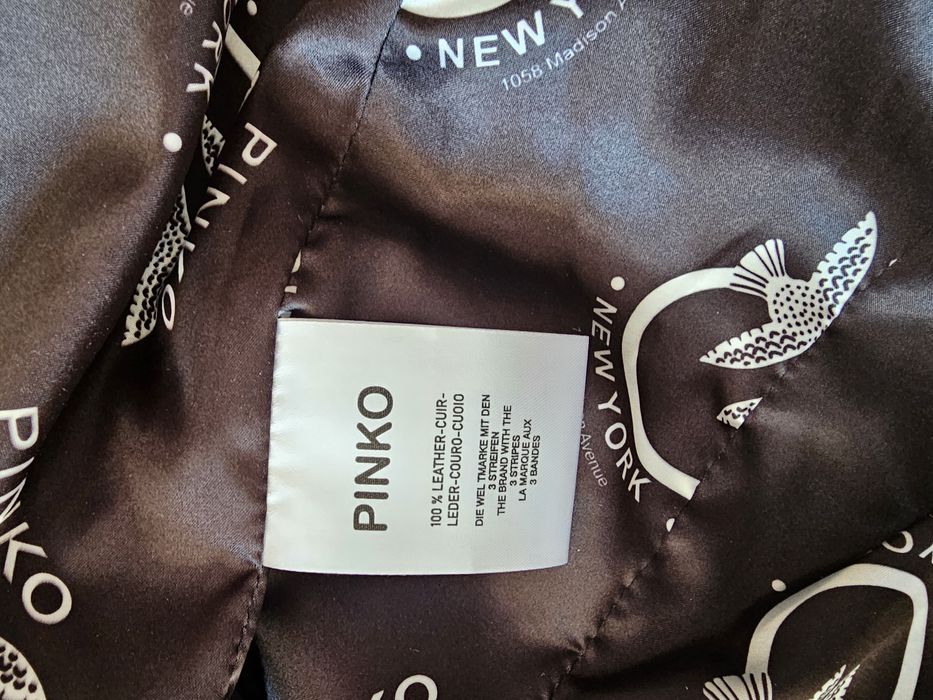 PINKO
100 % LEATHER-CUIR-
LEDER-COURO-CUOIO
DIE WEL TMARKE MIT DEN
3 STREIFEN
THE BRAND WITH THE
3 STRIPES
LA MARQUE AUX
3 BANDES
• NEW Y
1058 Madison A
• NEW YORK
Avenue
PINKO
PINKO